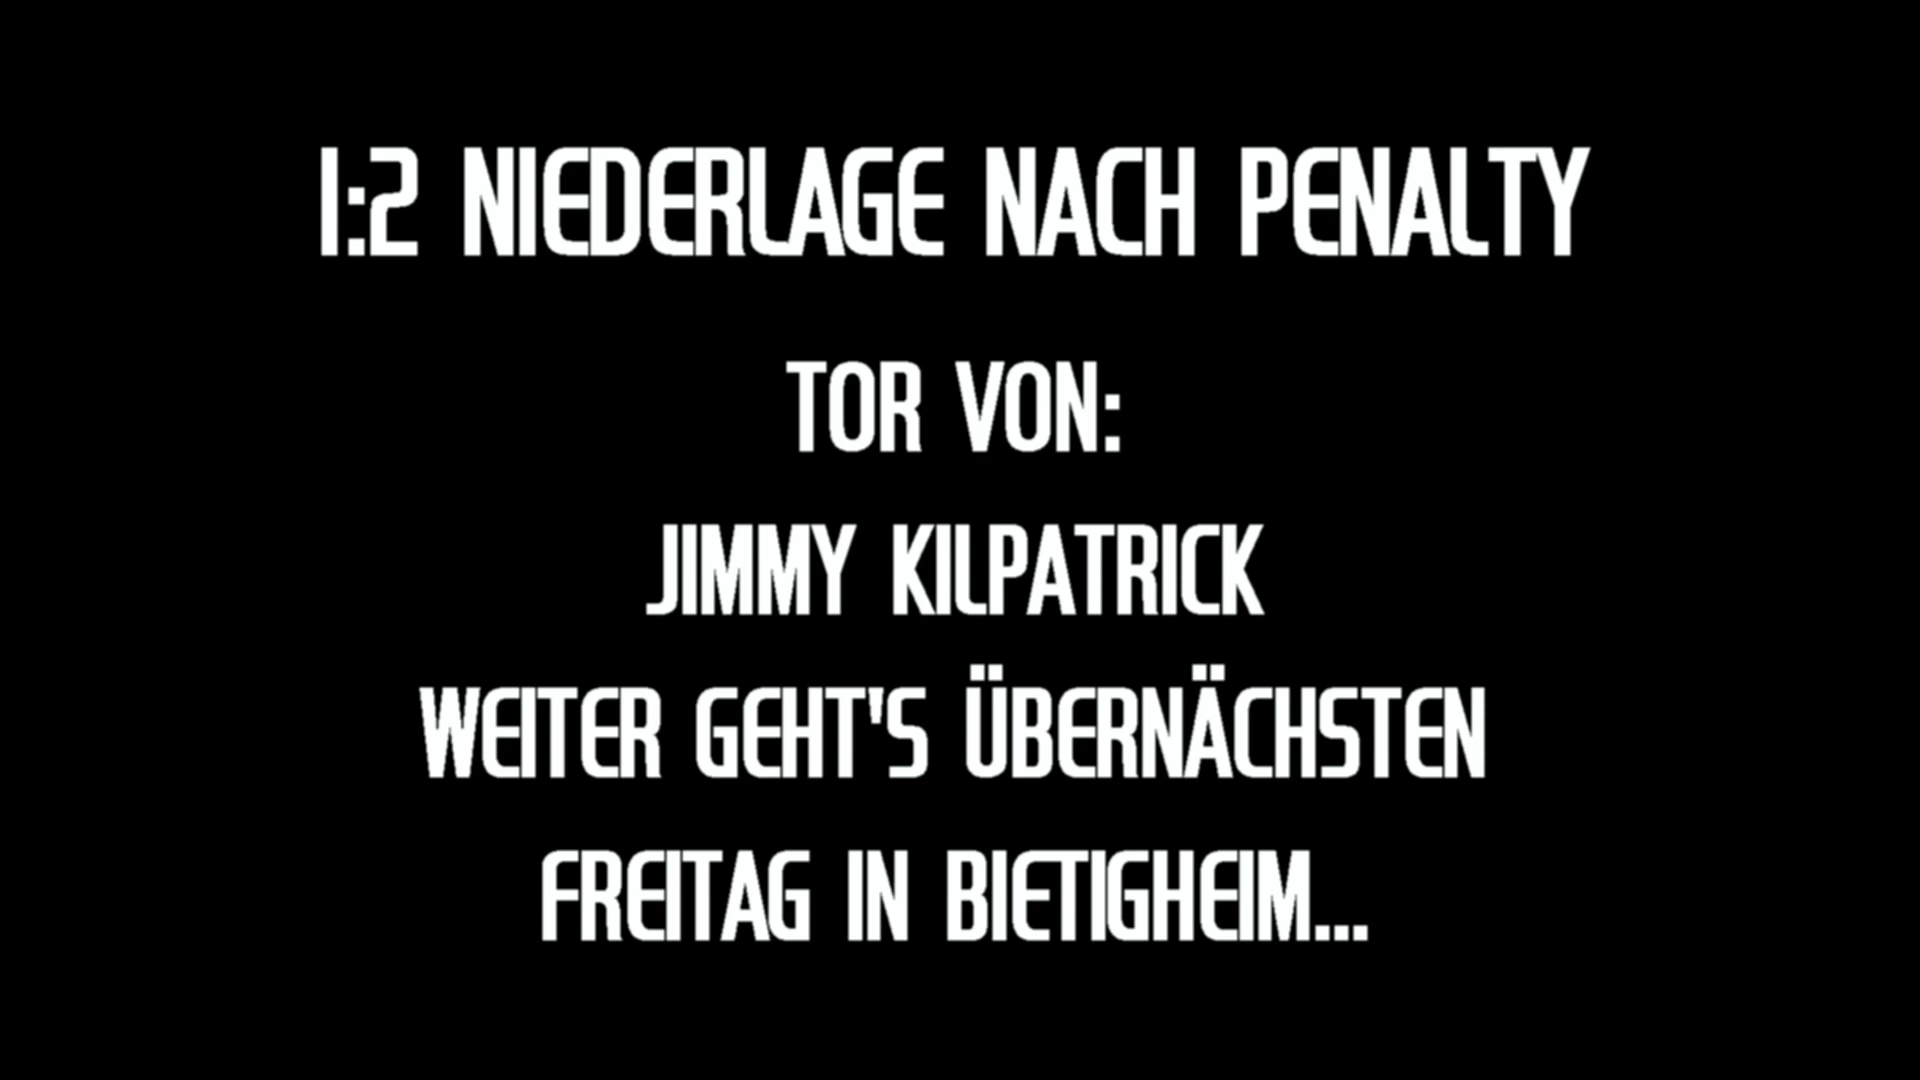 1:2 NIEDERLAGE NACH PENALTY
TOR VON:
JIMMY KILPATRICK
WEITER GEHT'S ÜBERNÄCHSTEN
FREITAG IN BIETIGHEIM...